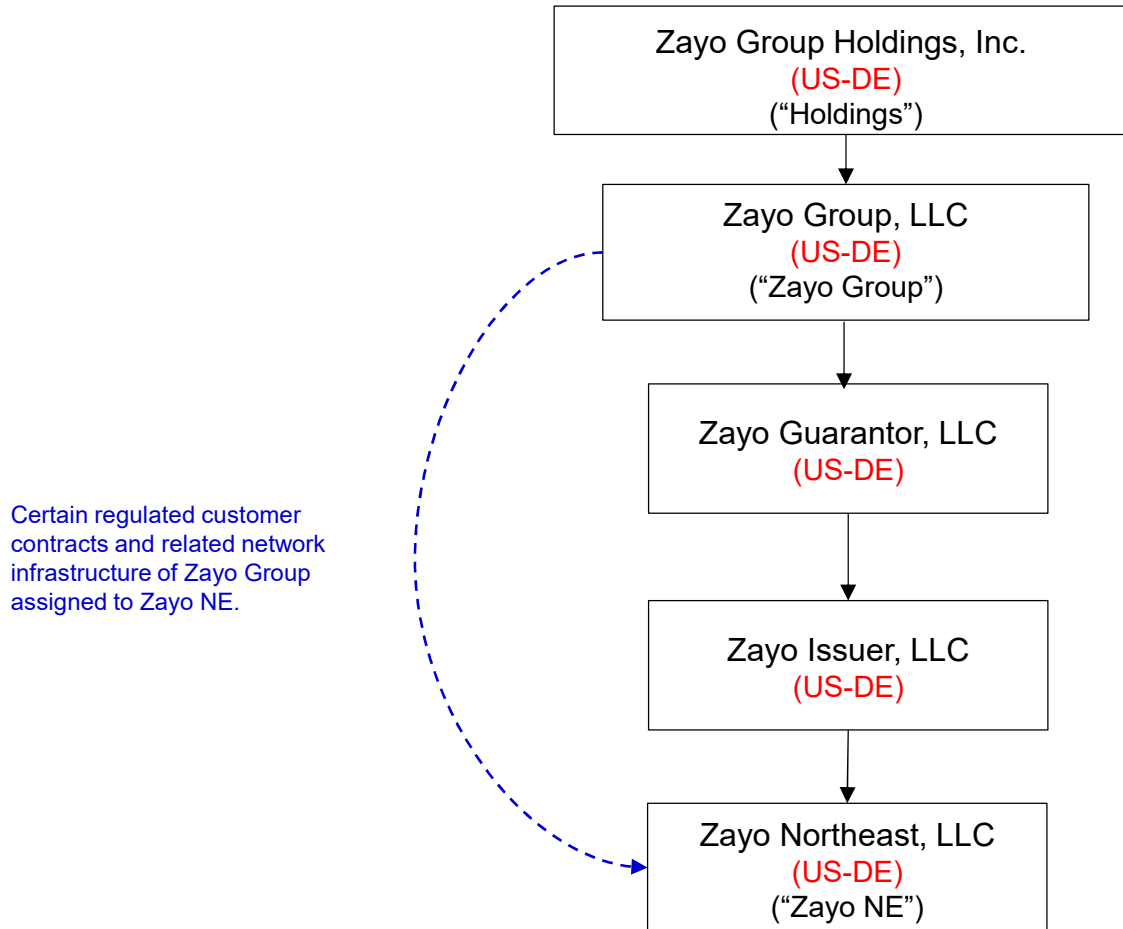 Zayo Group Holdings, Inc.
(US-DE)
(“Holdings”)
Zayo Group, LLC
(US-DE)
(“Zayo Group”)
Zayo Guarantor, LLC
(US-DE)
Certain regulated customer
contracts and related network
infrastructure of Zayo Group
assigned to Zayo NE.
Zayo Issuer, LLC
(US-DE)
Zayo Northeast, LLC
(US-DE)
(“Zayo NE”)